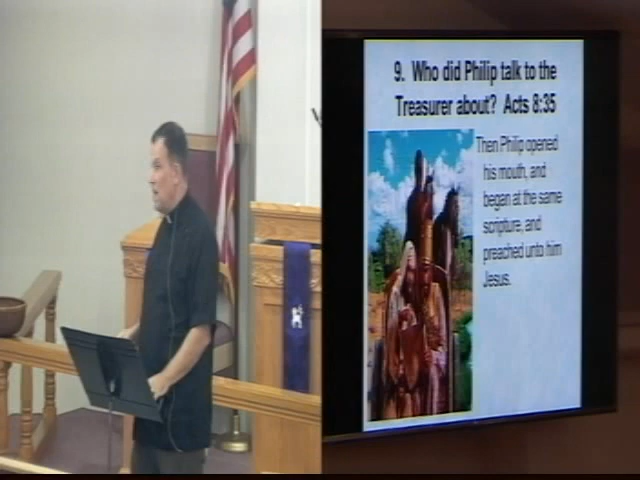 9. Who did Philip talk to the
Treasurer about? Acts 8:35
Then Philip opened
his mouth, and
began at the same
scripture, and
preached unto him
Jesus.